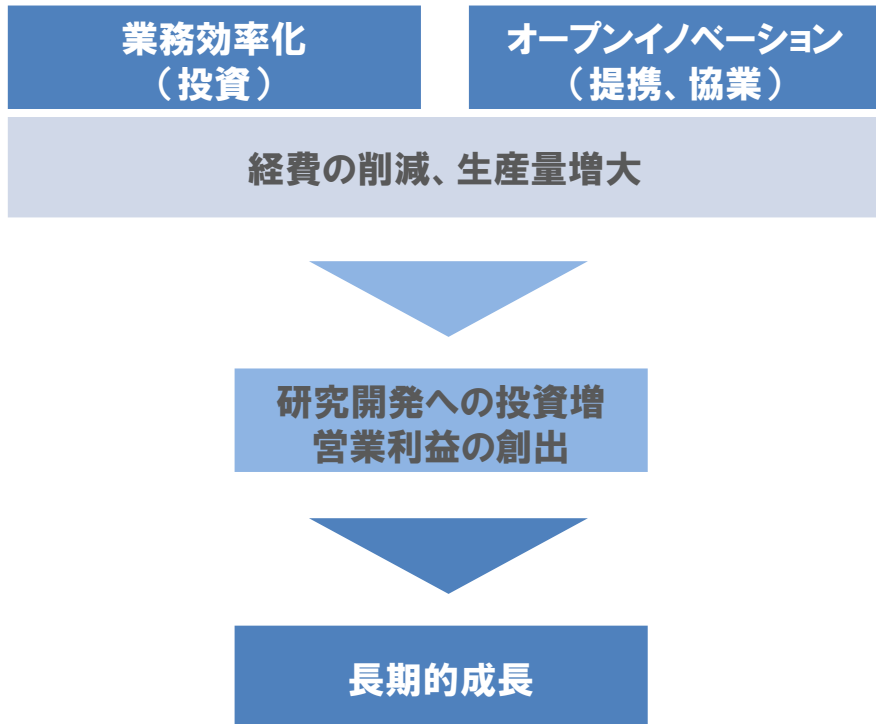 業務効率化
（投資）
オープンイノベーション
（提携、協業）
経費の削減、生産量増大
研究開発への投資増
営業利益の創出
長期的成長